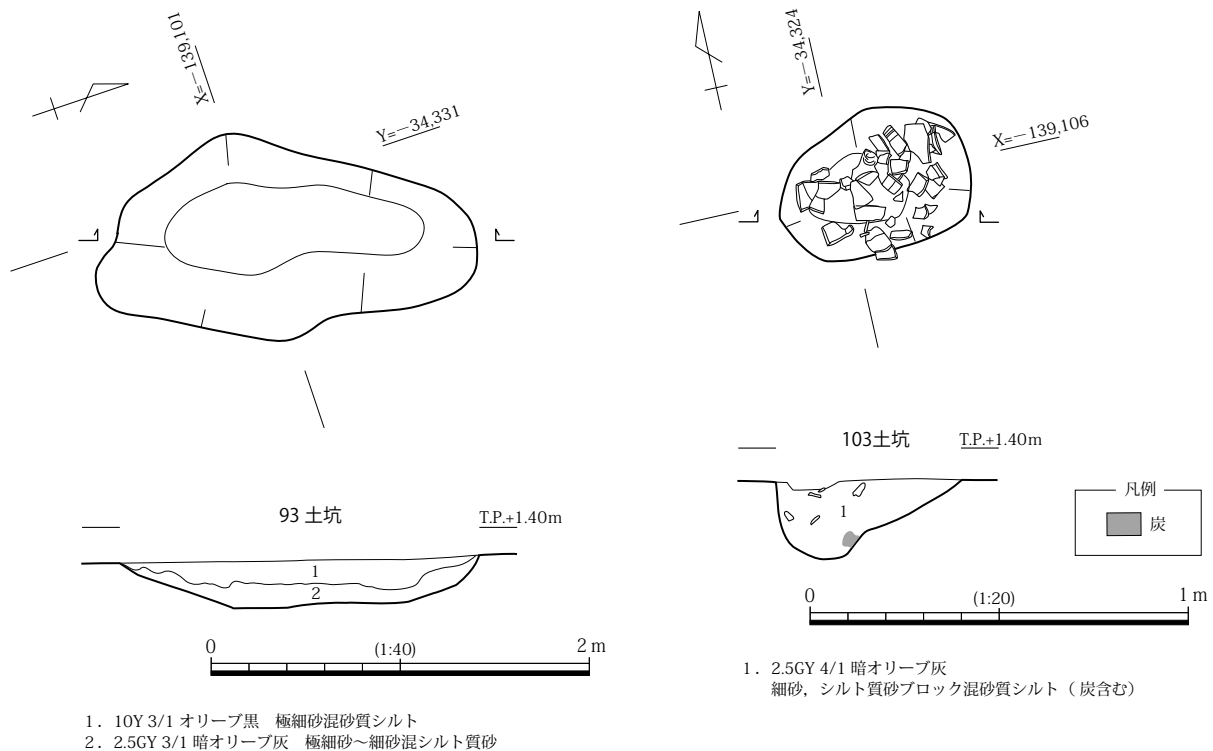 X=－139,101
Y=－34,331
93 土坑
T.P.+1.40m
1
2
0
(1:40)
2 m
1．10Y 3/1 オリーブ黒　極細砂混砂質シルト
2．2.5GY 3/1 暗オリーブ灰　極細砂～細砂混シルト質砂
Y=－34,324
X=－139,106
103土坑
T.P.+1.40m
1
凡例
炭
0
(1:20)
1 m
1．2.5GY 4/1 暗オリーブ灰
細砂，シルト質砂ブロック混砂質シルト（ 炭含む）